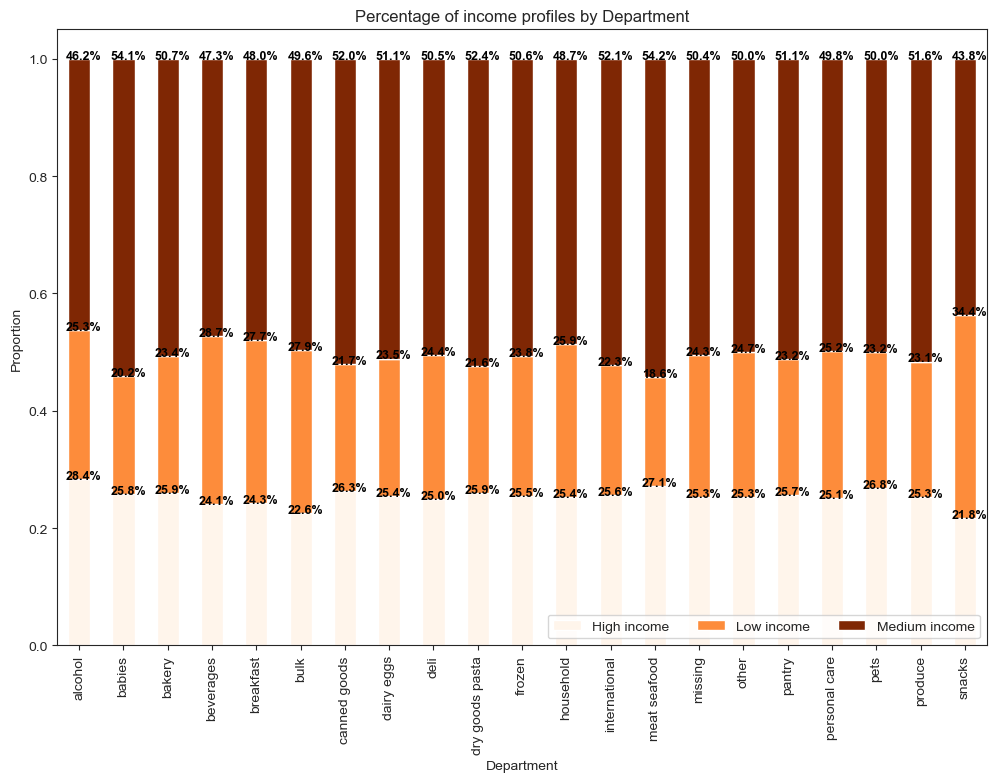 Percentage of income profiles by Department
1.0
0.8
0.6
0.4
0.2
0.0
Proportion
46.2% 54.1% 50.7% 47.3% 48.0% 49.6% 52.0% 51.1% 50.5% 52.4% 50.6% 48.7% 52.1% 54.2% 50.4% 50.0% 51.1% 49.8% 50.0% 51.6% 43.8%
25.3% 20.2% 23.4% 28.7% 27.7% 27.9% 21.7% 23.5% 24.4% 21.6% 23.8% 25.9% 22.3% 18.6% 24.3% 24.7% 23.2% 25.2% 23.2% 23.1% 34.4%
28.4% 25.8% 25.9% 24.1% 24.3% 22.6% 26.3% 25.4% 25.0% 25.9% 25.5% 25.4% 25.6% 27.1% 25.3% 25.3% 25.7% 25.1% 26.8% 25.3% 21.8%
High income Low income Medium income
alcohol
babies
bakery
beverages
breakfast
bulk
canned goods
dairy eggs
deli
dry goods pasta
frozen
household
international
meat seafood
missing
other
pantry
personal care
pets
produce
snacks
Department